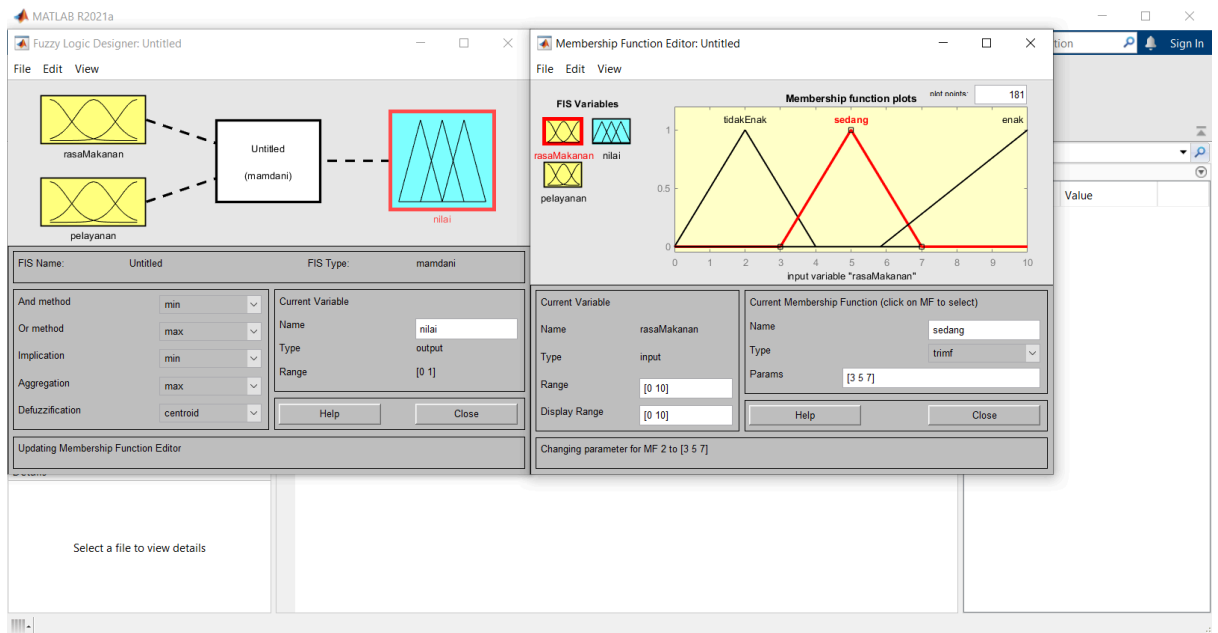 MATLAB R2021a
tion
Sign In
Fuzzy Logic Designer: Untitled
File Edit View
rasaMakanan
pelayanan
Untitled
(mamdani)
nilai
FIS Name: Untitled FIS Type: mamdani
And method min
Or method max
Implication min
Aggregation max
Defuzzification centroid
Current Variable
Name nilai
Type output
Range [0 1]
Help Close
Updating Membership Function Editor
Membership Function Editor: Untitled
File Edit View
FIS Variables
rasaMakanan nilai
pelayanan
Membership function plots plot points: 181
tidakEnak sedang enak
1
0.5
0
0 1 2 3 4 5 6 7 8 9 10
input variable "rasaMakanan"
Current Variable
Name rasaMakanan
Type input
Range [0 10]
Display Range [0 10]
Current Membership Function (click on MF to select)
Name sedang
Type trimf
Params [3 5 7]
Help Close
Changing parameter for MF 2 to [3 5 7]
Value
Select a file to view details